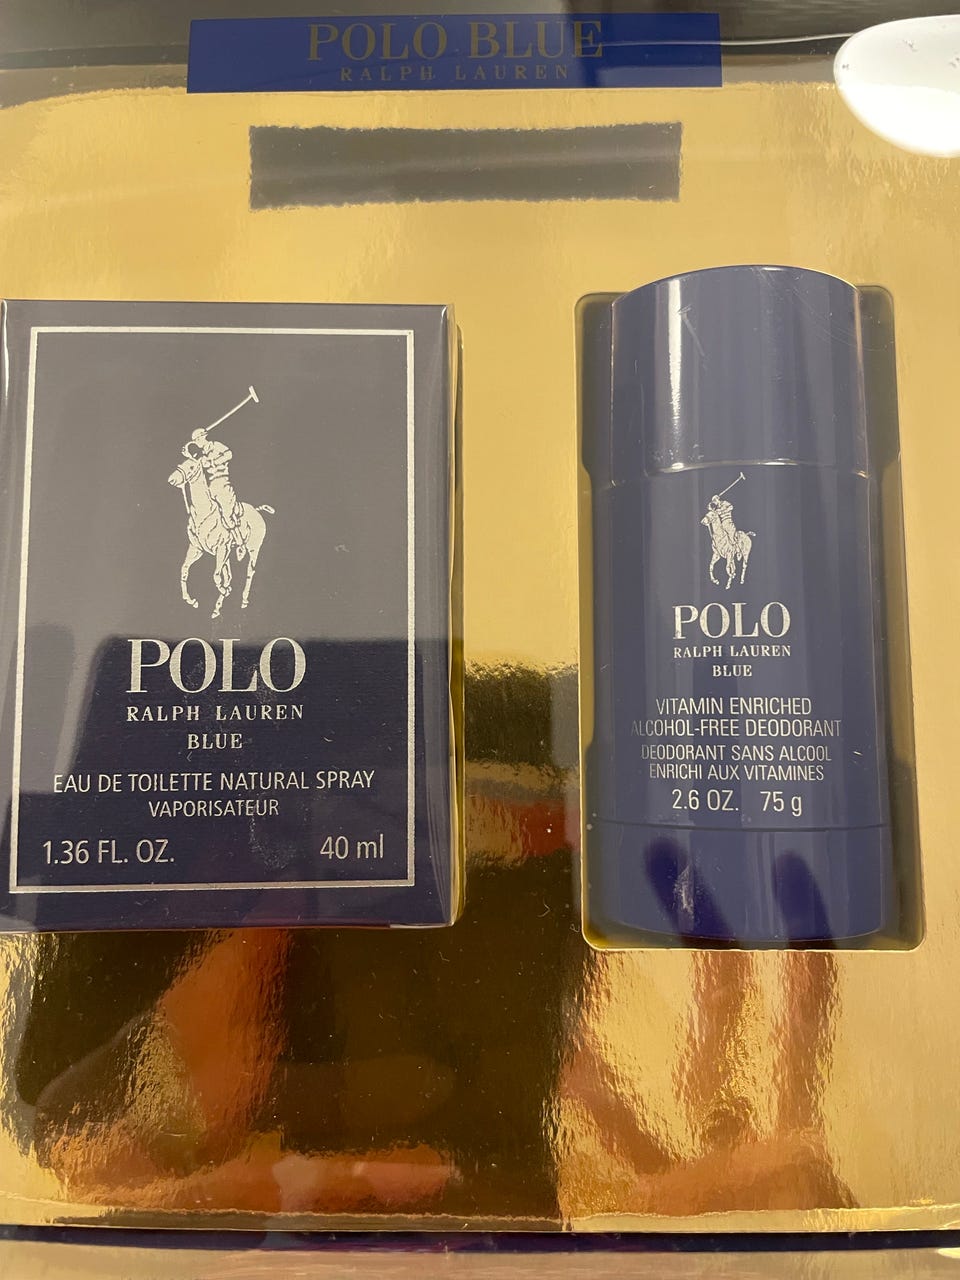 POLO BLUE
RALPH LAUREN
POLO
RALPH LAUREN
BLUE
EAU DE TOILETTE NATURAL SPRAY
VAPORISATEUR
1.36 FL. OZ. 40 ml
POLO
RALPH LAUREN
BLUE
VITAMIN ENRICHED
ALCOHOL-FREE DEODORANT
DEODORANT SANS ALCOOL
ENRICHI AUX VITAMINES
2.6 OZ. 75 g